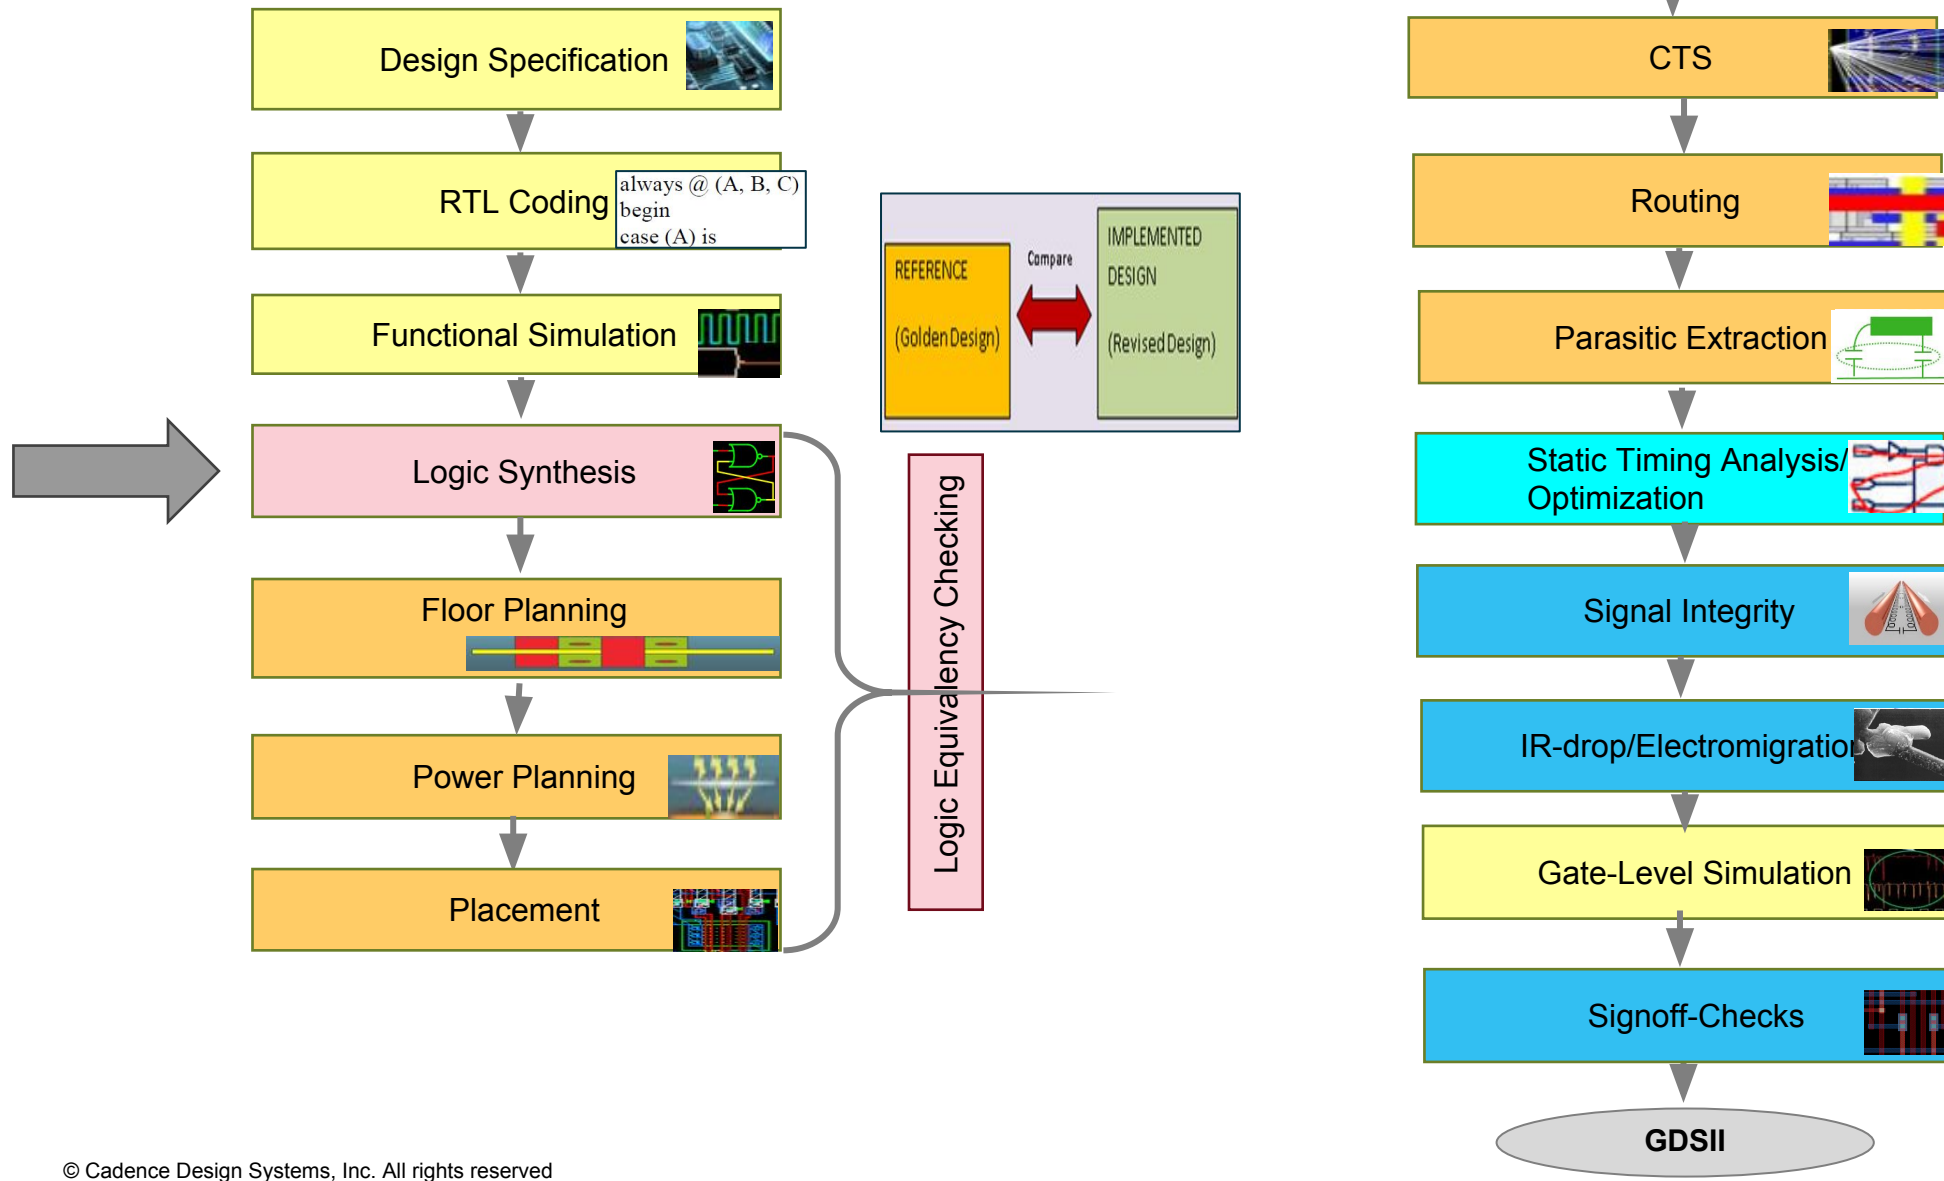 Design Specification
RTL Coding
always @ (A, B, C)
begin
case (A) is
Functional Simulation
Logic Synthesis
Floor Planning
Power Planning
Placement
REFERENCE
(Golden Design)
Compare
IMPLEMENTED
DESIGN
(Revised Design)
Logic Equivalency Checking
CTS
Routing
Parasitic Extraction
Static Timing Analysis/
Optimization
Signal Integrity
IR-drop/Electromigration
Gate-Level Simulation
Signoff-Checks
GDSII
© Cadence Design Systems, Inc. All rights reserved